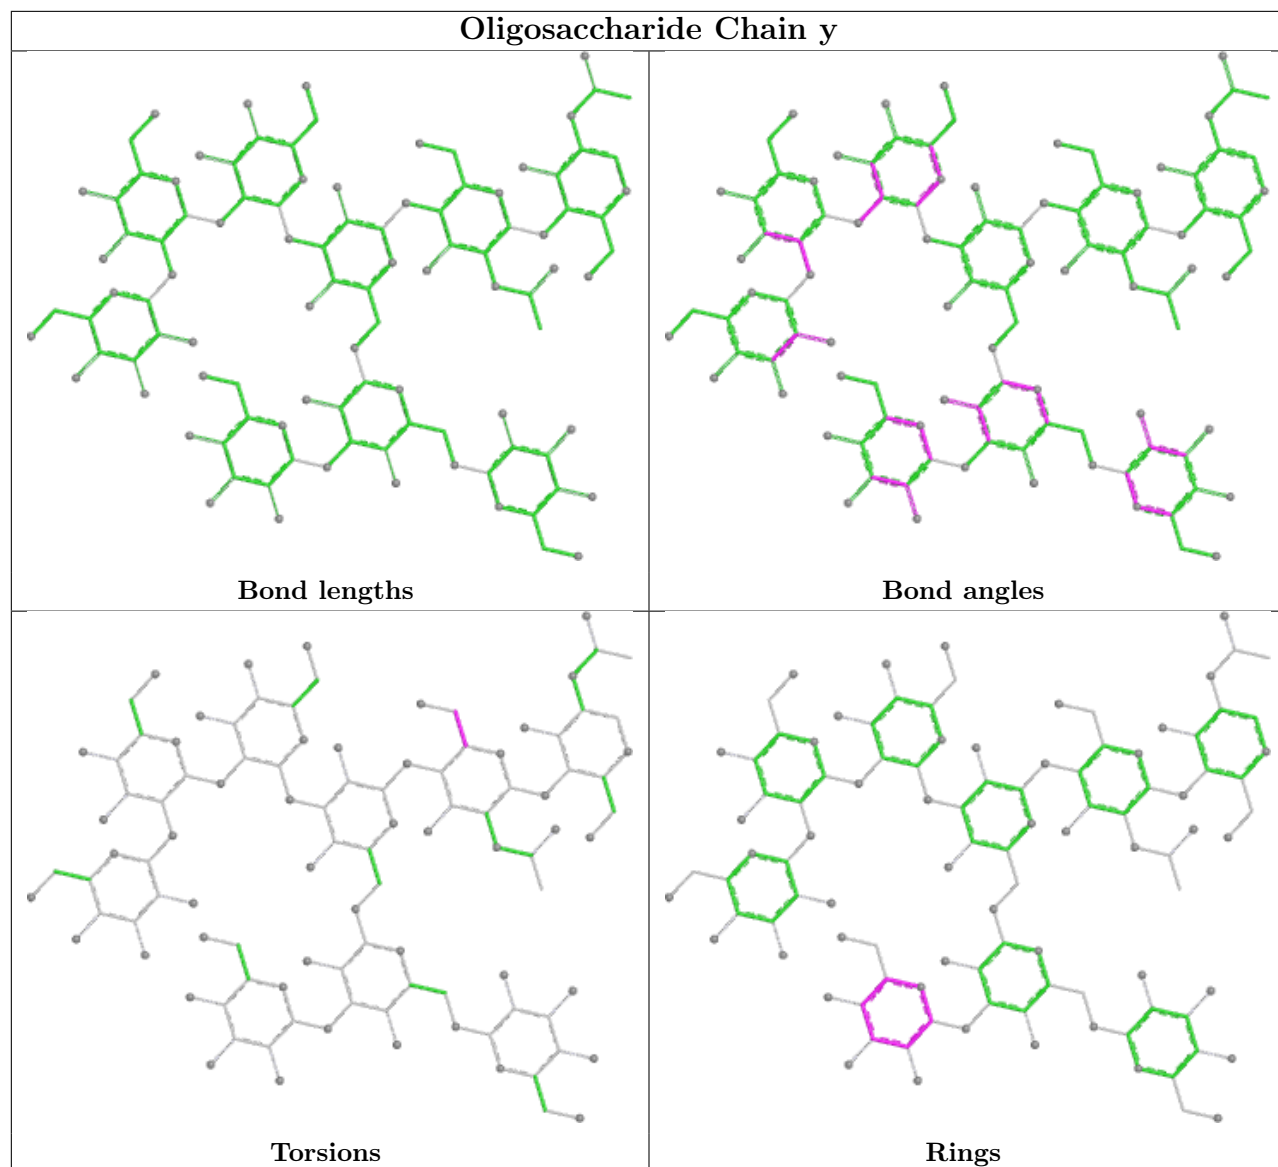 Oligosaccharide Chain y
Bond lengths
Bond angles
Torsions
Rings